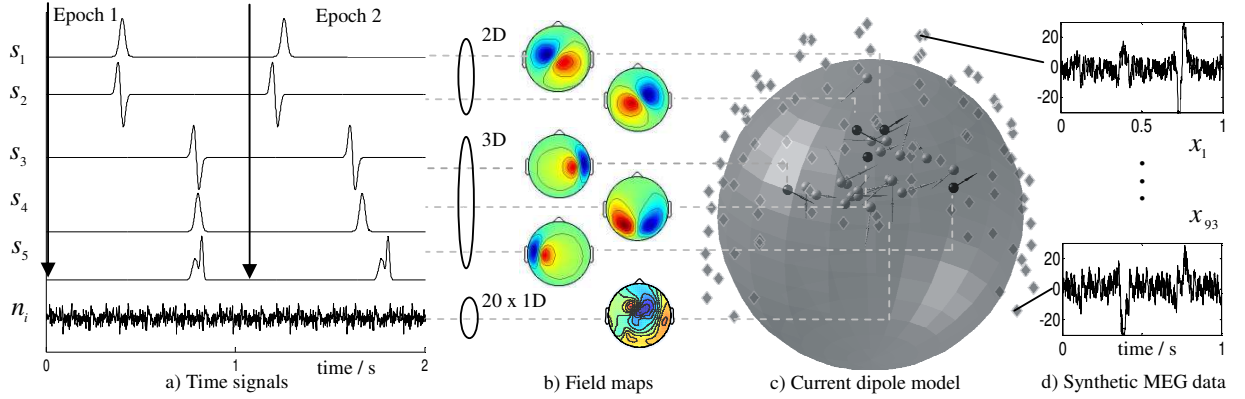 Epoch 1
Epoch 2
s1
s2
s3
s4
s5
ni
0
1
time / s
2
a) Time signals
2D
3D
20 x 1D
b) Field maps
c) Current dipole model
20
0
-20
0
0.5
1
x1
x93
20
0
-20
0
time / s
1
d) Synthetic MEG data